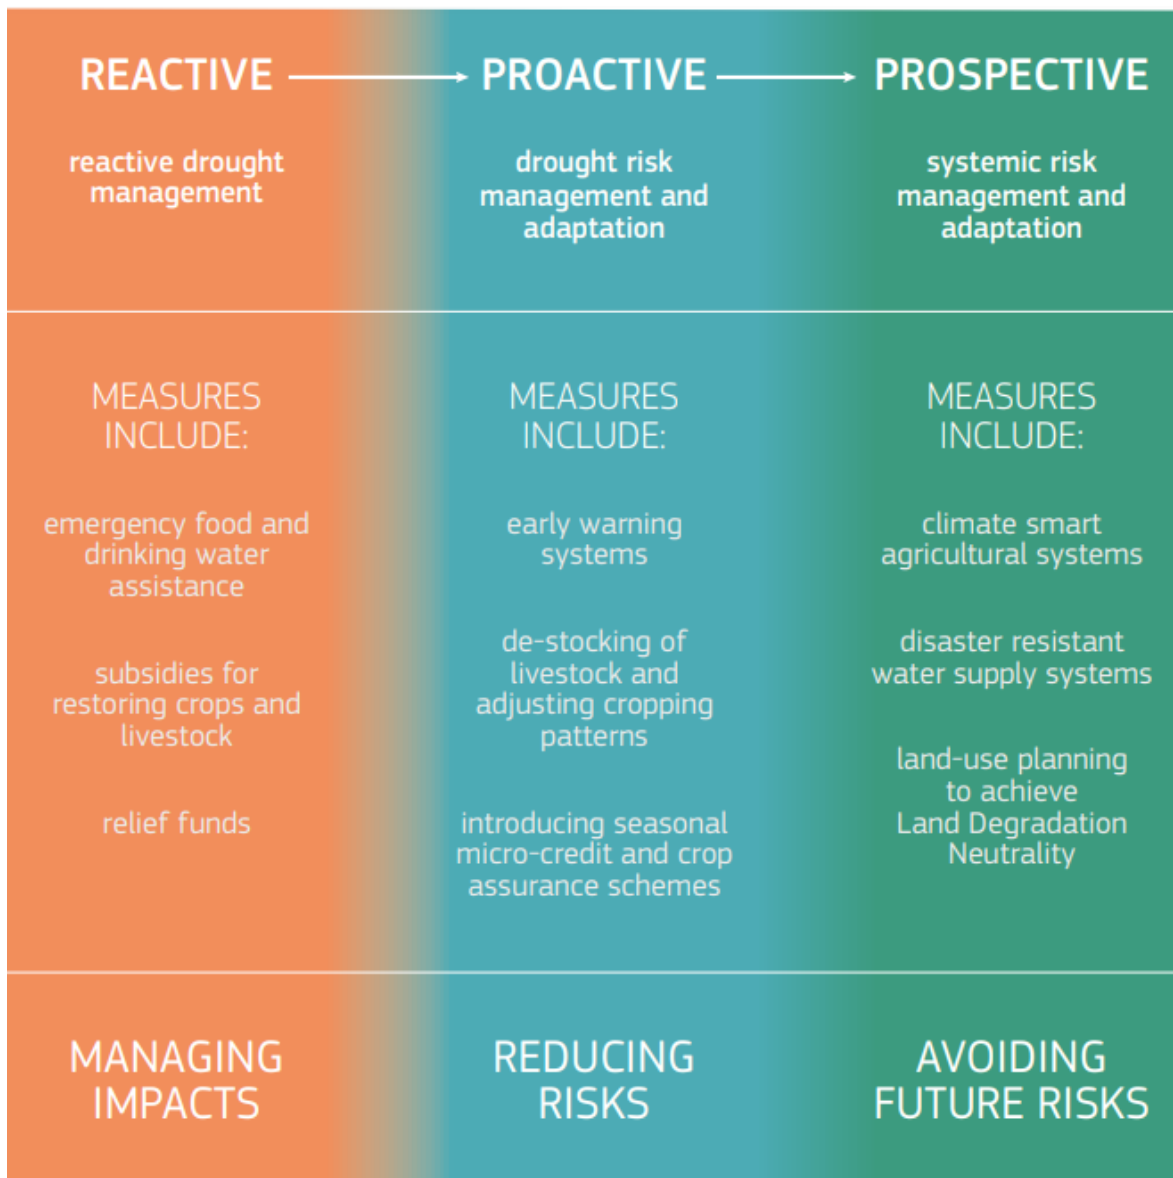 REACTIVE
reactive drought
management
MEASURES
INCLUDE:
emergency food and
drinking water
assistance
subsidies for
restoring crops and
livestock
relief funds
MANAGING
IMPACTS
PROACTIVE
drought risk
management and
adaptation
MEASURES
INCLUDE:
early warning
systems
de-stocking of
livestock and
adjusting cropping
patterns
introducing seasonal
micro-credit and crop
assurance schemes
REDUCING
RISKS
PROSPECTIVE
systemic risk
management and
adaptation
MEASURES
INCLUDE:
climate smart
agricultural systems
disaster resistant
water supply systems
land-use planning
to achieve
Land Degradation
Neutrality
AVOIDING
FUTURE RISKS